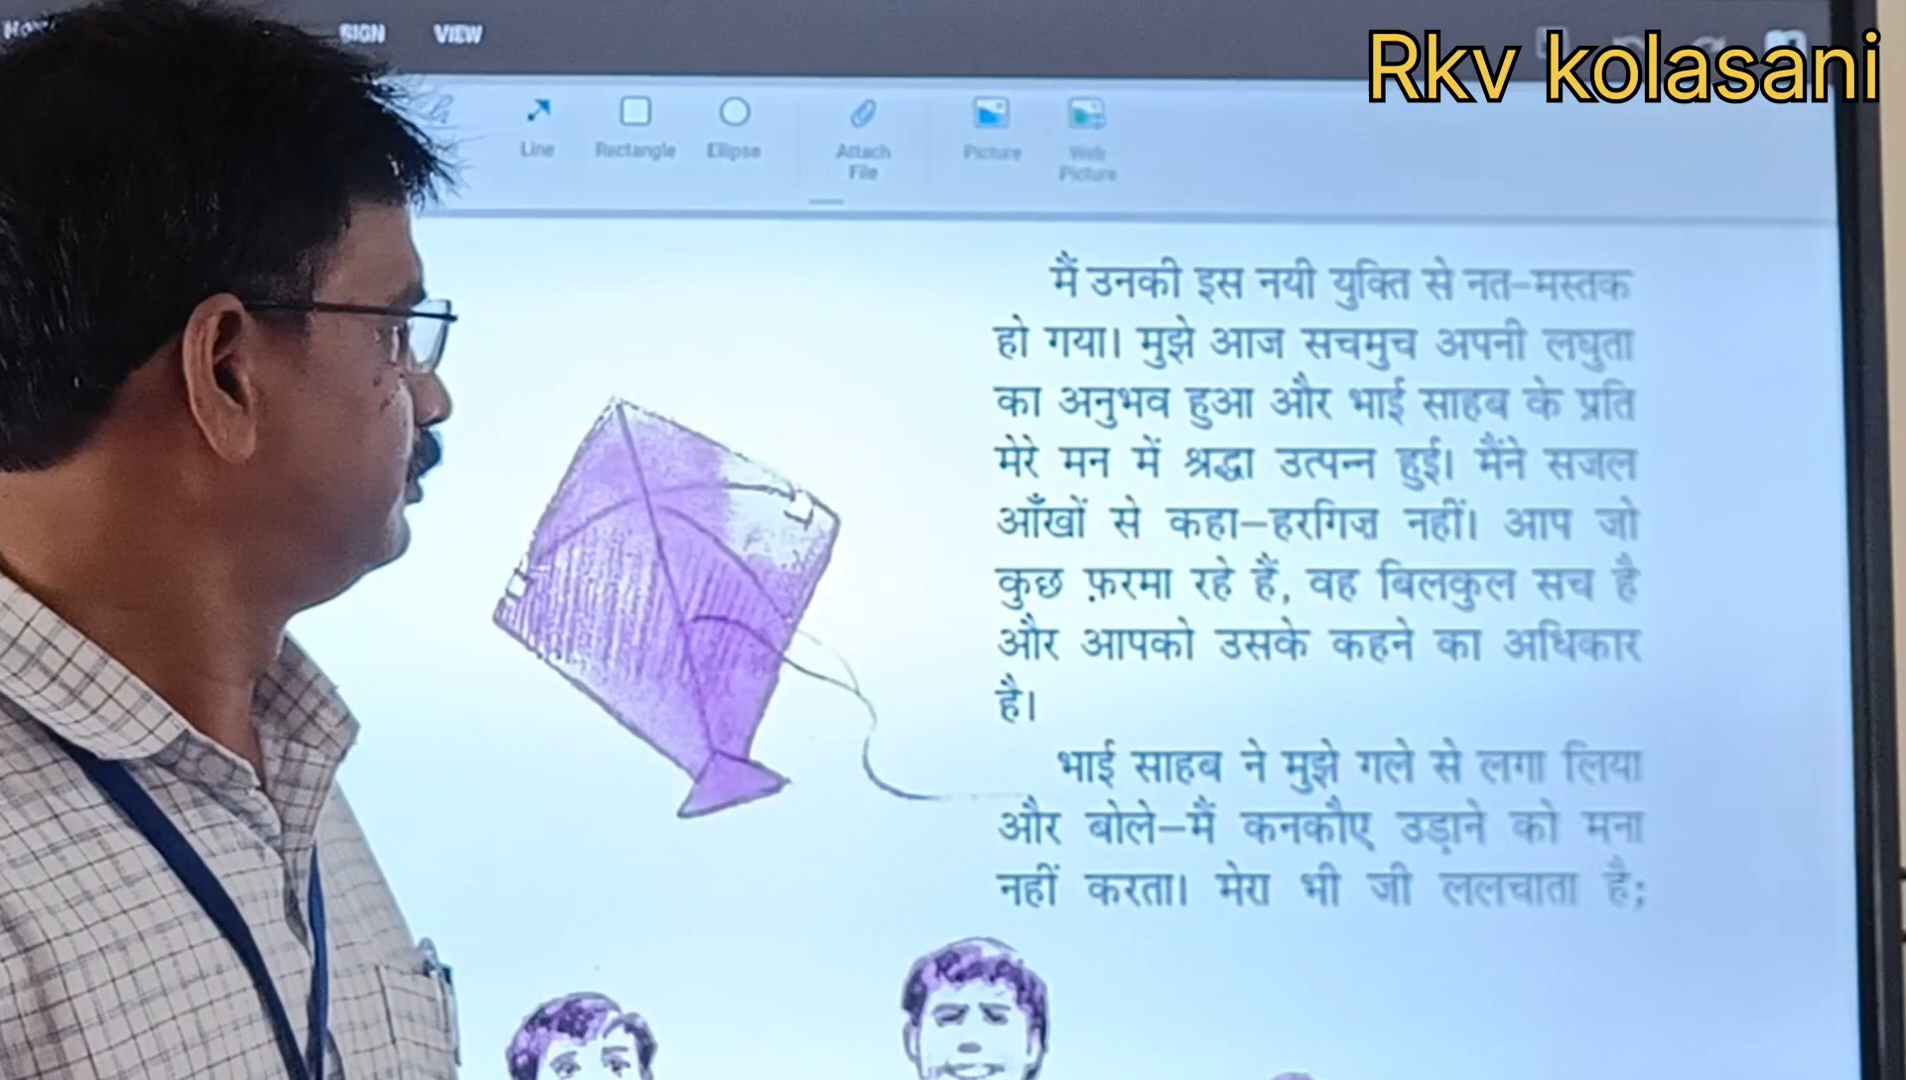 SIGN VIEW
Rkv kolasani
Line Rectangle Ellipse Attach File Picture Web Picture
मैं उनकी इस नयी युक्ति से नत-मस्तक
हो गया। मुझे आज सचमुच अपनी लघुता
का अनुभव हुआ और भाई साहब के प्रति
मेरे मन में श्रद्धा उत्पन्न हुई। मैंने सजल
आँखों से कहा—हरगिज़ नहीं। आप जो
कुछ फ़रमा रहे हैं, वह बिलकुल सच है
और आपको उसके कहने का अधिकार
है।
भाई साहब ने मुझे गले से लगा लिया
और बोले—मैं कनकौए उड़ाने को मना
नहीं करता। मेरा भी जी ललचाता है;